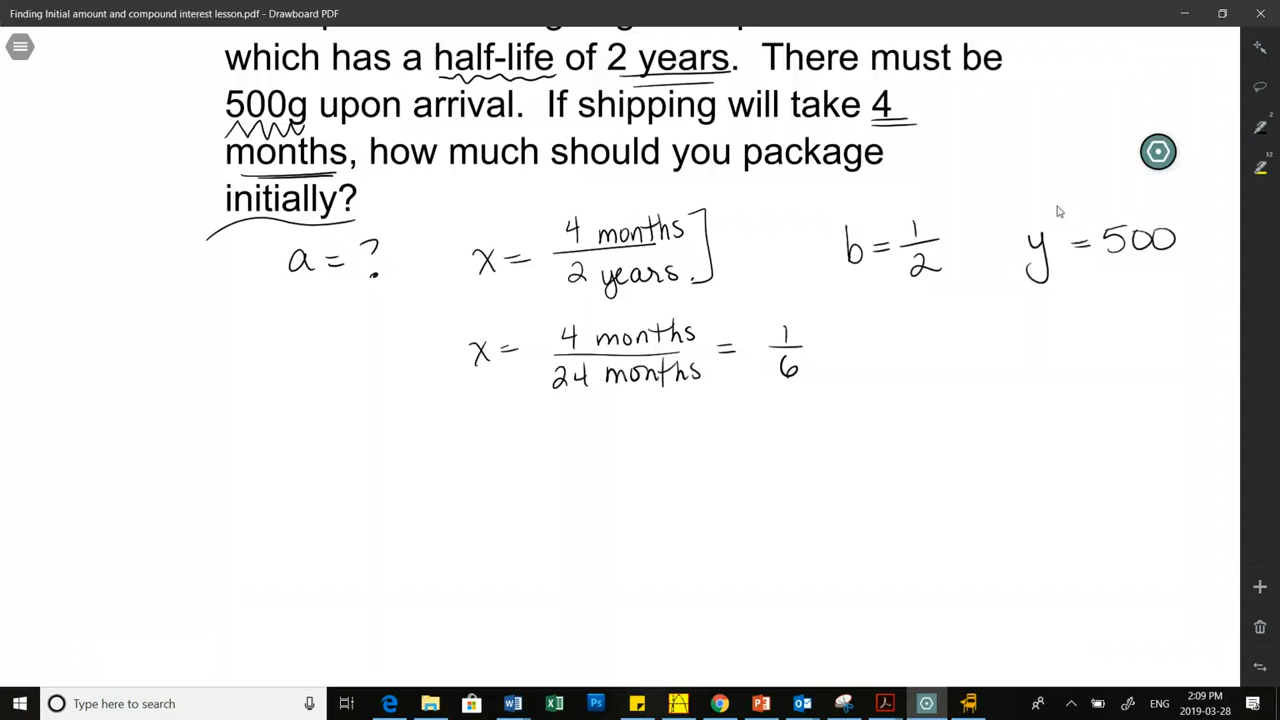 Finding Initial amount and compound interest lesson.pdf - Drawboard PDF
which has a half-life of 2 years. There must be
500g upon arrival. If shipping will take 4
months, how much should you package
initially?
a = ?
x = 4 months / 2 years
b = 1/2
y = 500
x = 4 months / 24 months = 1/6
2
12
Type here to search
ENG
2:09 PM
2019-03-28